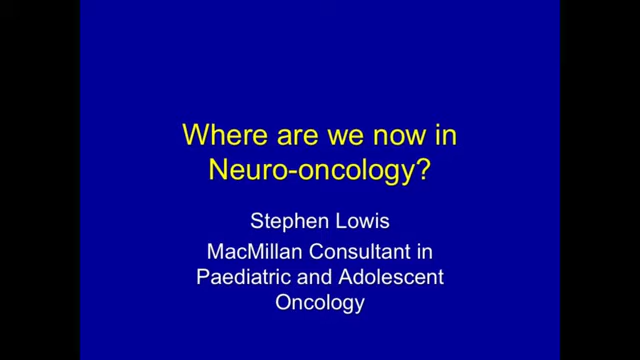 Where are we now in
Neuro-oncology?
Stephen Lowis
MacMillan Consultant in
Paediatric and Adolescent
Oncology